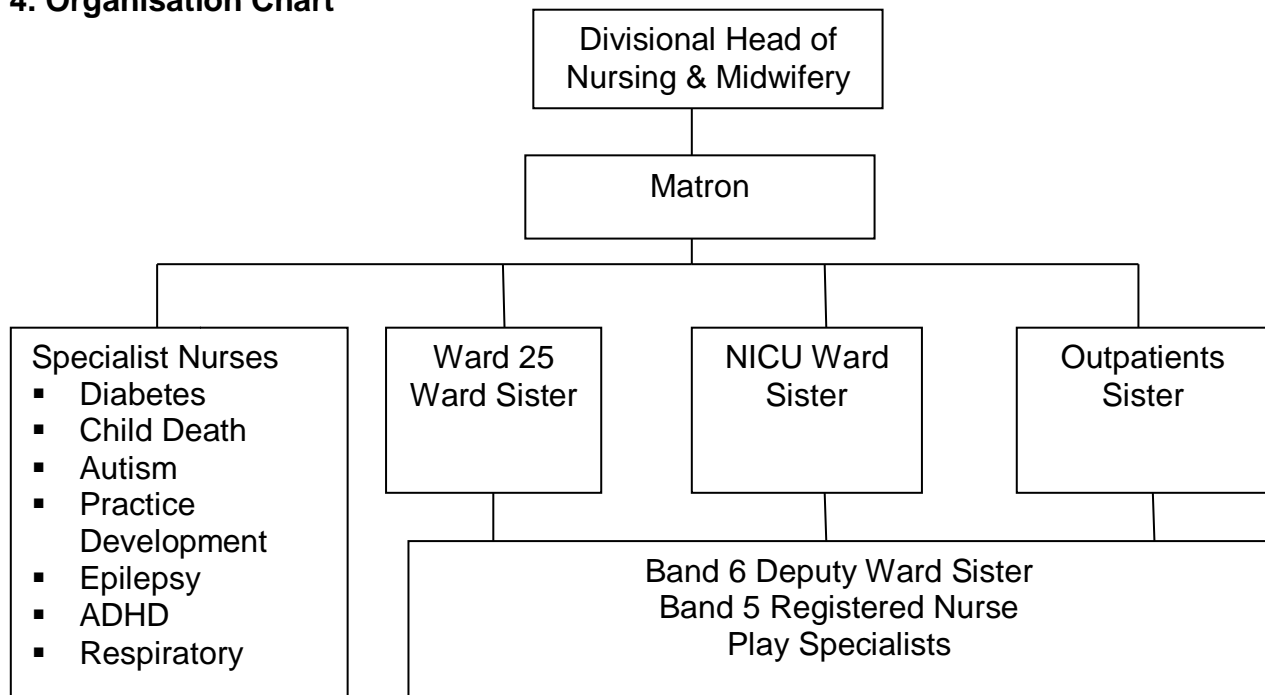 4. Organisation Chart
Divisional Head of
Nursing & Midwifery
Matron
Specialist Nurses
▪ Diabetes
▪ Child Death
▪ Autism
▪ Practice
Development
▪ Epilepsy
▪ ADHD
▪ Respiratory
Ward 25
Ward Sister
NICU Ward
Sister
Outpatients
Sister
Band 6 Deputy Ward Sister
Band 5 Registered Nurse
Play Specialists